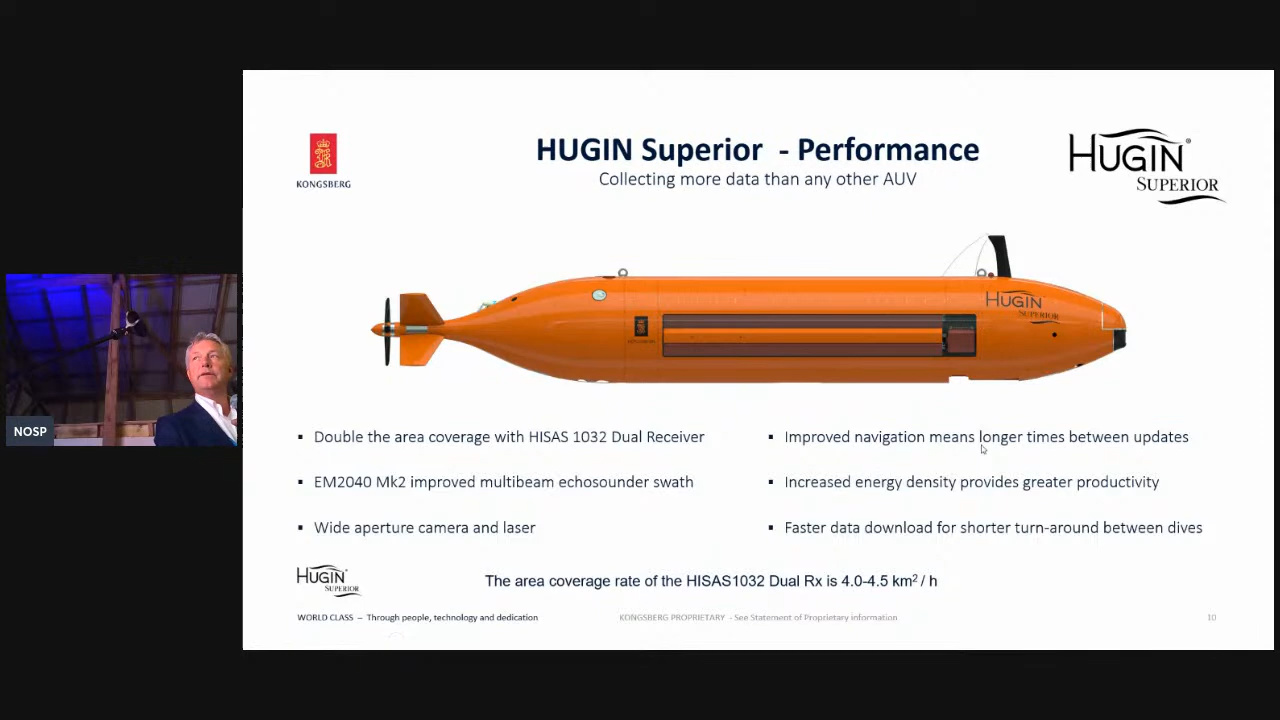 HUGIN Superior - Performance
Collecting more data than any other AUV
KONGSBERG
HUGIN®
SUPERIOR
HUGIN
SUPERIOR
KONGSBERG
NOSP
▪ Double the area coverage with HISAS 1032 Dual Receiver
▪ EM2040 Mk2 improved multibeam echosounder swath
▪ Wide aperture camera and laser
▪ Improved navigation means longer times between updates
▪ Increased energy density provides greater productivity
▪ Faster data download for shorter turn-around between dives
HUGIN
SUPERIOR
The area coverage rate of the HISAS1032 Dual Rx is 4.0-4.5 km² / h
WORLD CLASS – Through people, technology and dedication
KONGSBERG PROPRIETARY - See Statement of Proprietary information
10